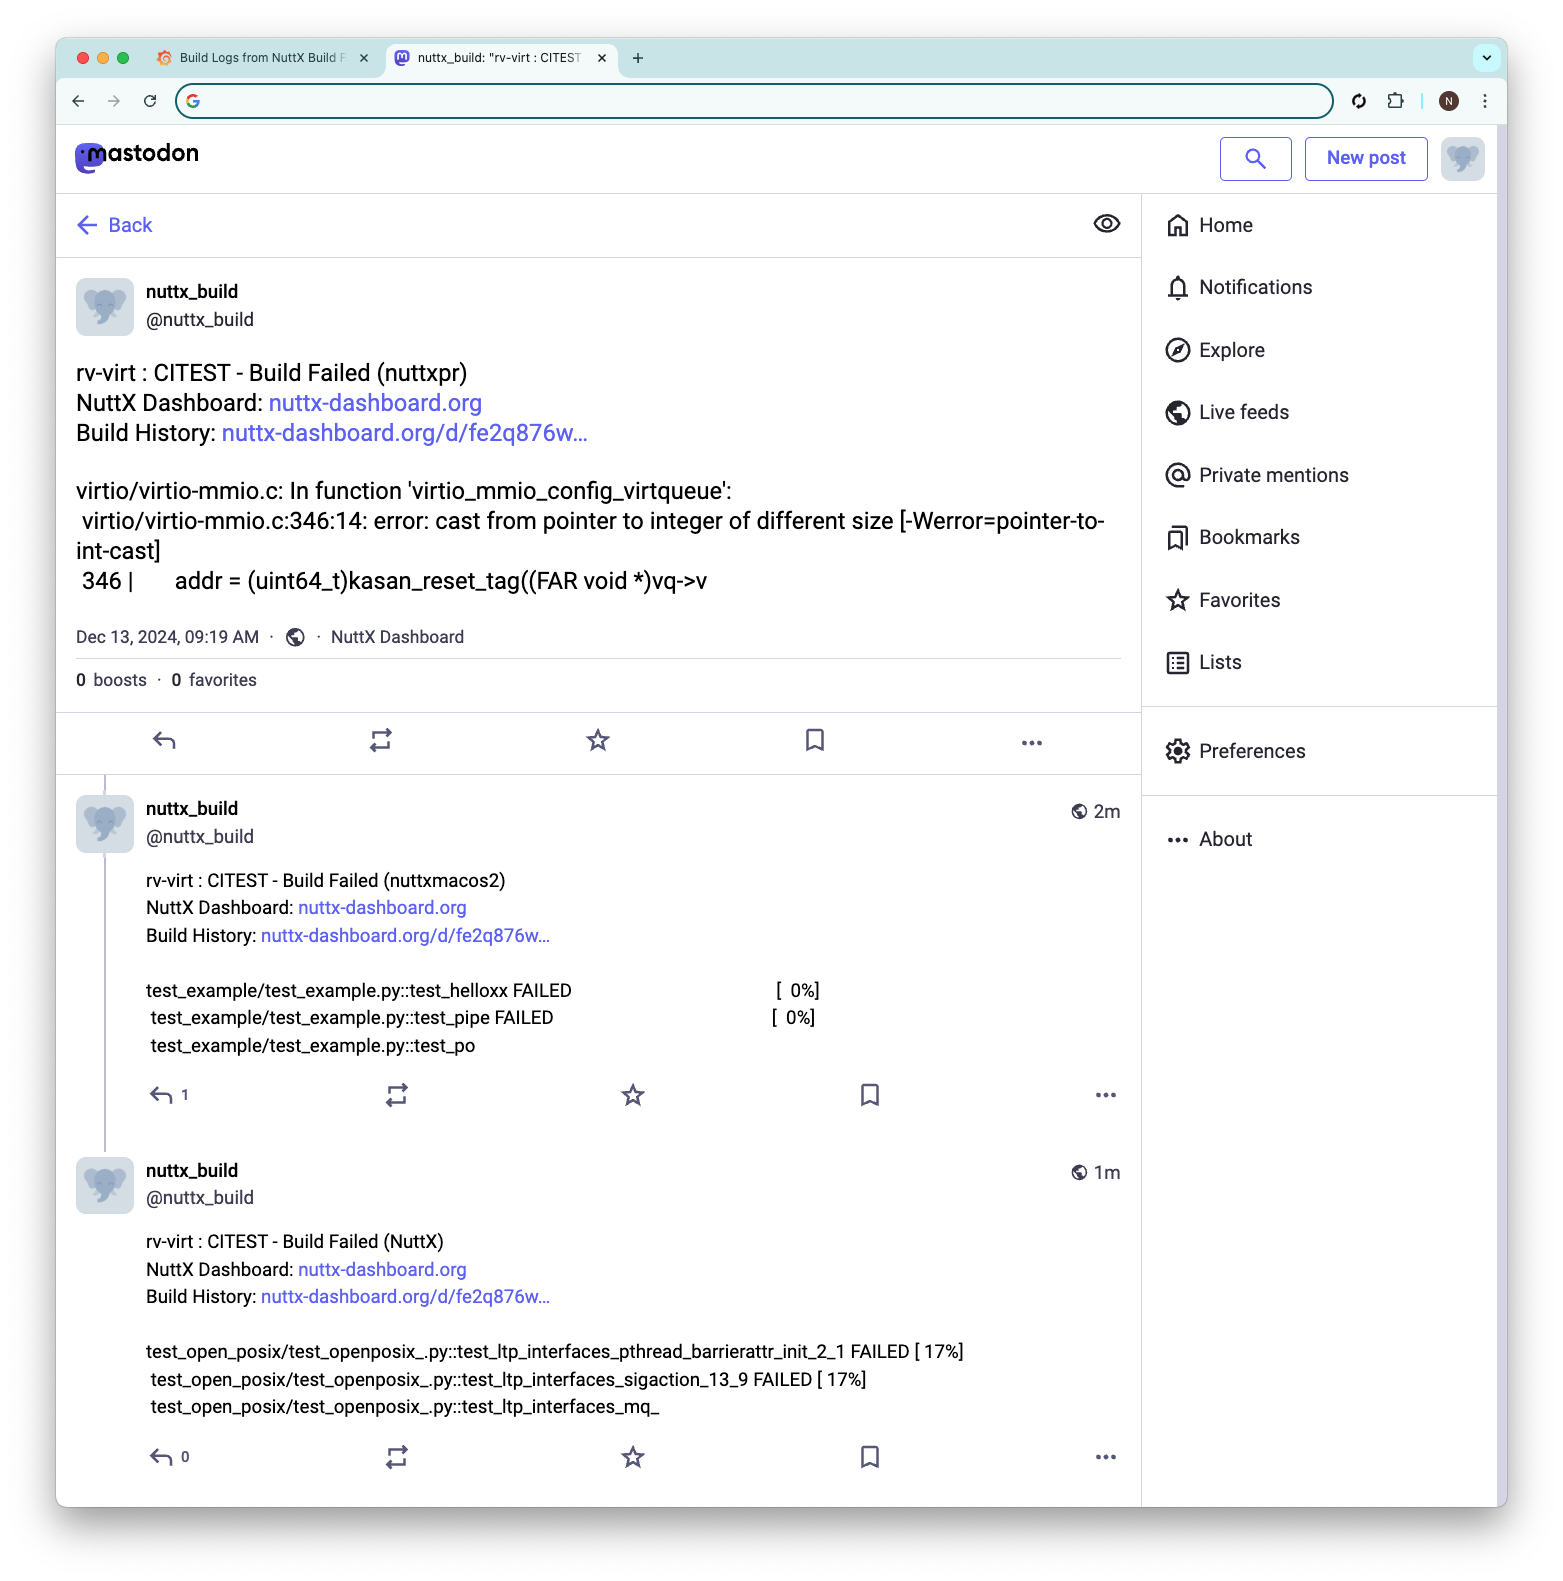 Build Logs from NuttX Build F
nuttx_build: "rv-virt : CITEST
N
mastodon
New post
Back
nuttx_build
@nuttx_build
rv-virt : CITEST - Build Failed (nuttxpr)
NuttX Dashboard: nuttx-dashboard.org
Build History: nuttx-dashboard.org/d/fe2q876w…
virtio/virtio-mmio.c: In function 'virtio_mmio_config_virtqueue':
virtio/virtio-mmio.c:346:14: error: cast from pointer to integer of different size [-Werror=pointer-to-
int-cast]
346 | addr = (uint64_t)kasan_reset_tag((FAR void *)vq->v
Dec 13, 2024, 09:19 AM · · NuttX Dashboard
0 boosts · 0 favorites
nuttx_build
2m
@nuttx_build
rv-virt : CITEST - Build Failed (nuttxmacos2)
NuttX Dashboard: nuttx-dashboard.org
Build History: nuttx-dashboard.org/d/fe2q876w…
test_example/test_example.py::test_helloxx FAILED [ 0%]
test_example/test_example.py::test_pipe FAILED [ 0%]
test_example/test_example.py::test_po
1
nuttx_build
1m
@nuttx_build
rv-virt : CITEST - Build Failed (NuttX)
NuttX Dashboard: nuttx-dashboard.org
Build History: nuttx-dashboard.org/d/fe2q876w…
test_open_posix/test_openposix_.py::test_ltp_interfaces_pthread_barrierattr_init_2_1 FAILED [ 17%]
test_open_posix/test_openposix_.py::test_ltp_interfaces_sigaction_13_9 FAILED [ 17%]
test_open_posix/test_openposix_.py::test_ltp_interfaces_mq_
0
Home
Notifications
Explore
Live feeds
Private mentions
Bookmarks
Favorites
Lists
Preferences
About